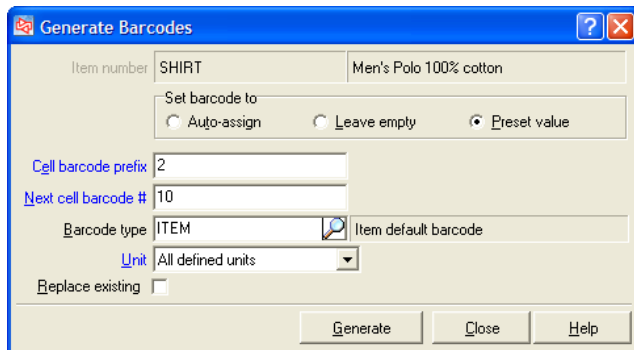 Generate Barcodes
Item number SHIRT Men's Polo 100% cotton
Set barcode to
Auto-assign Leave empty Preset value
Cell barcode prefix 2
Next cell barcode # 10
Barcode type ITEM Item default barcode
Unit All defined units
Replace existing
Generate Close Help